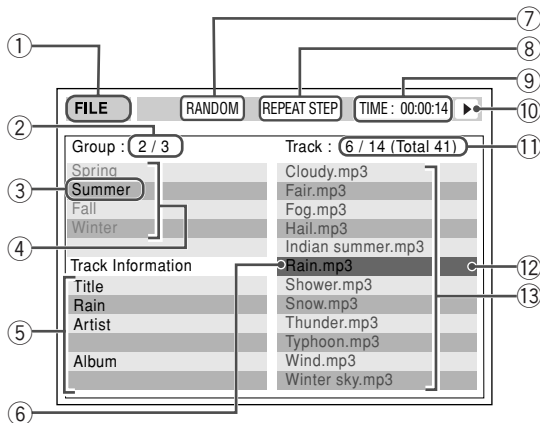 ⑦
① ⑧
⑨
FILE RANDOM REPEAT STEP TIME : 00:00:14 ⑩
②
Group : 2 / 3 Track : 6 / 14 (Total 41) ⑪
Spring Cloudy.mp3
③ Summer Fair.mp3
Fall Fog.mp3
④ Winter Hail.mp3
Indian summer.mp3
Track Information Rain.mp3 ⑫
Title Shower.mp3 ⑬
Rain Snow.mp3
⑤ Artist Thunder.mp3
Typhoon.mp3
Album Wind.mp3
Winter sky.mp3
⑥